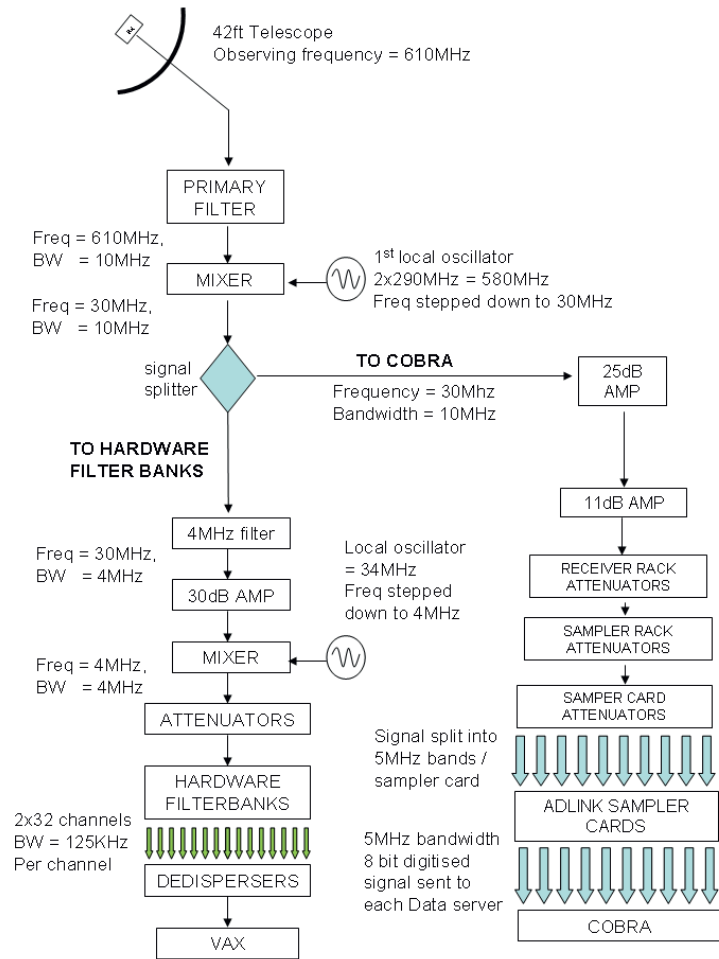 Rx
42ft Telescope
Observing frequency = 610MHz
PRIMARY
FILTER
Freq = 610MHz,
BW = 10MHz
MIXER
1st local oscillator
2x290MHz = 580MHz
Freq stepped down to 30MHz
Freq = 30MHz,
BW = 10MHz
signal
splitter
TO COBRA
Frequency = 30Mhz
Bandwidth = 10MHz
25dB
AMP
TO HARDWARE
FILTER BANKS
11dB AMP
4MHz filter
Freq = 30MHz,
BW = 4MHz
30dB AMP
Local oscillator
= 34MHz
Freq stepped
down to 4MHz
RECEIVER RACK
ATTENUATORS
SAMPLER RACK
ATTENUATORS
MIXER
Freq = 4MHz,
BW = 4MHz
SAMPER CARD
ATTENUATORS
ATTENUATORS
Signal split into
5MHz bands /
sampler card
HARDWARE
FILTERBANKS
ADLINK SAMPLER
CARDS
2x32 channels
BW = 125KHz
Per channel
5MHz bandwidth
8 bit digitised
signal sent to
each Data server
DEDISPERSERS
VAX
COBRA